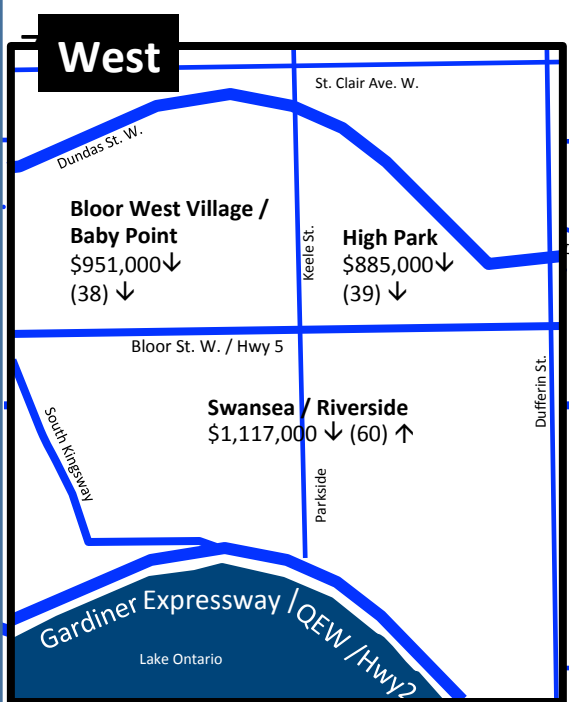 West
St. Clair Ave. W.
Dundas St. W.
Bloor West Village /
Baby Point
$951,000↓
(38) ↓
Keele St.
High Park
$885,000↓
(39) ↓
Bloor St. W. / Hwy 5
Dufferin St.
South Kingsway
Swansea / Riverside
$1,117,000 ↓ (60) ↑
Parkside
Gardiner Expressway / QEW /Hwy2
Lake Ontario